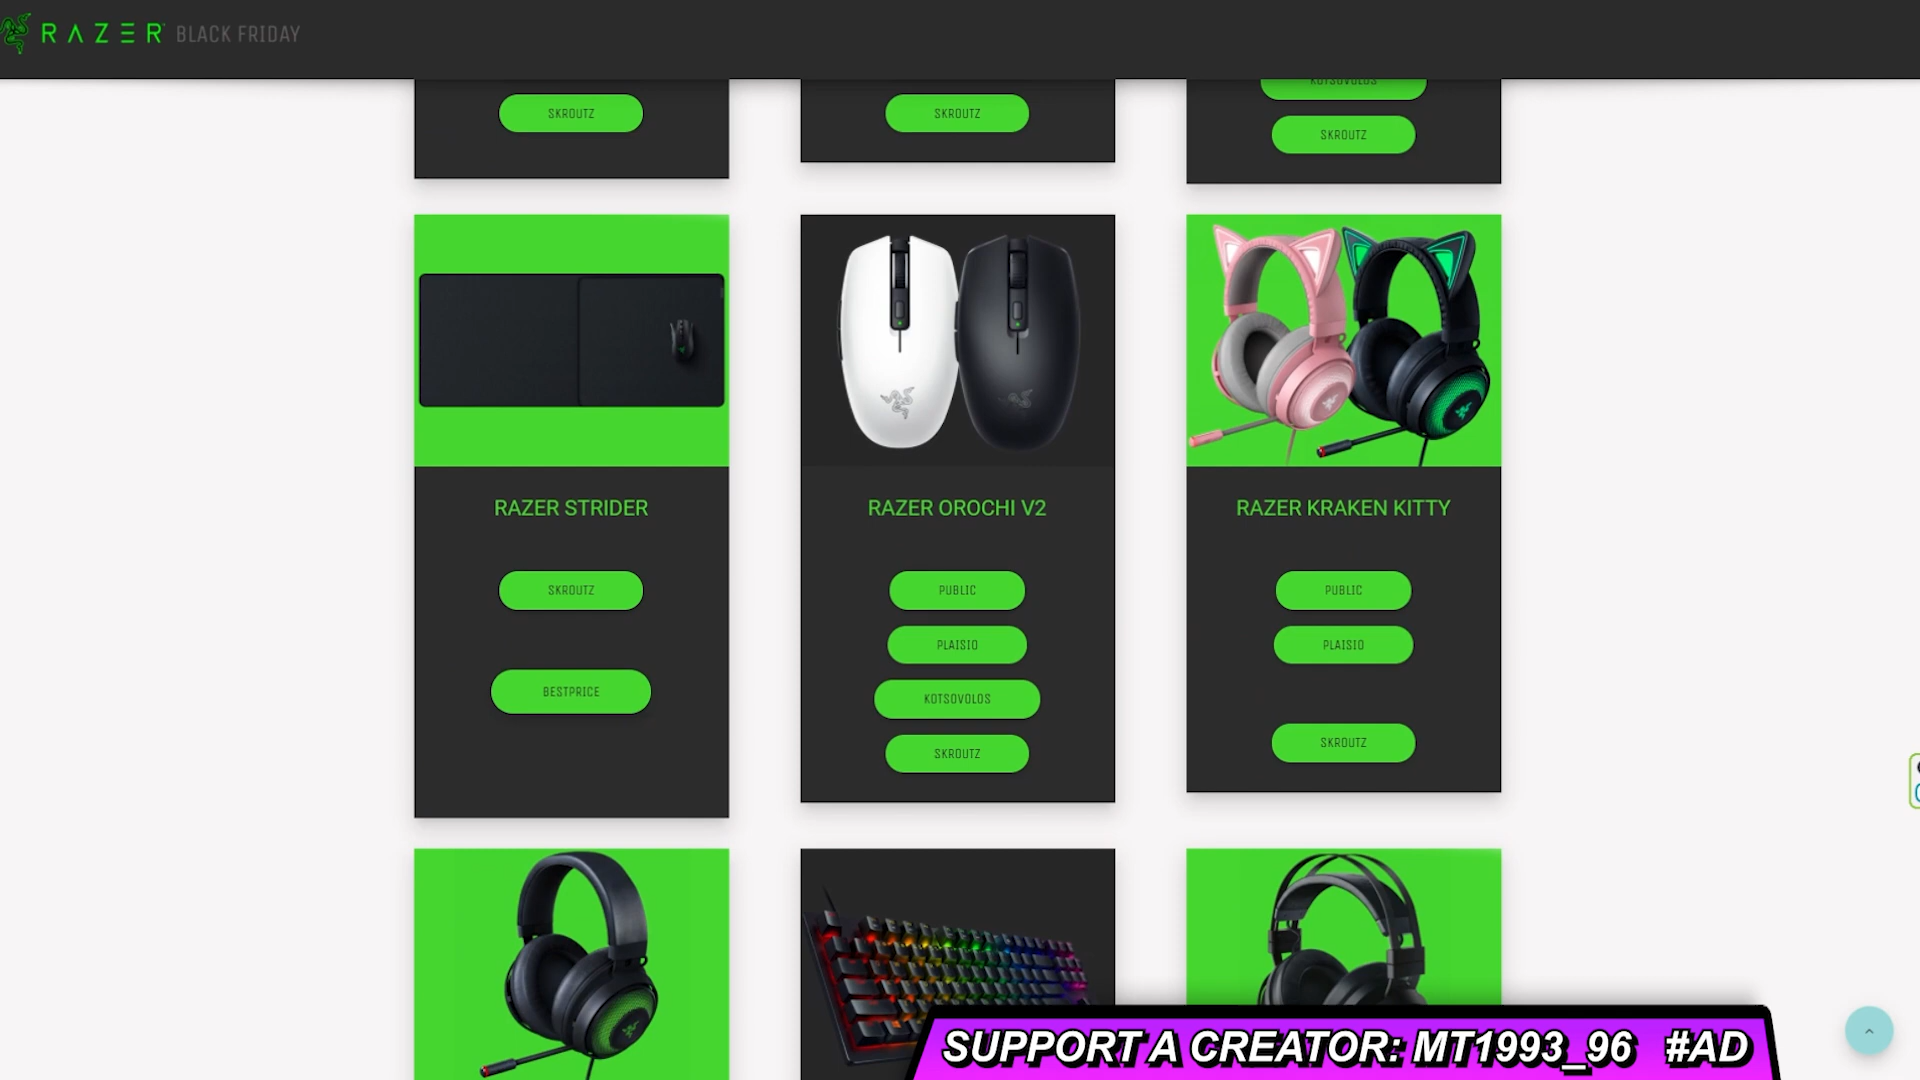 RAZER BLACK FRIDAY
KOTSOVOLOS
SKROUTZ
SKROUTZ
SKROUTZ
RAZER STRIDER
SKROUTZ
BESTPRICE
RAZER OROCHI V2
PUBLIC
PLAISIO
KOTSOVOLOS
SKROUTZ
RAZER KRAKEN KITTY
PUBLIC
PLAISIO
SKROUTZ
SUPPORT A CREATOR: MT1993_96 #AD